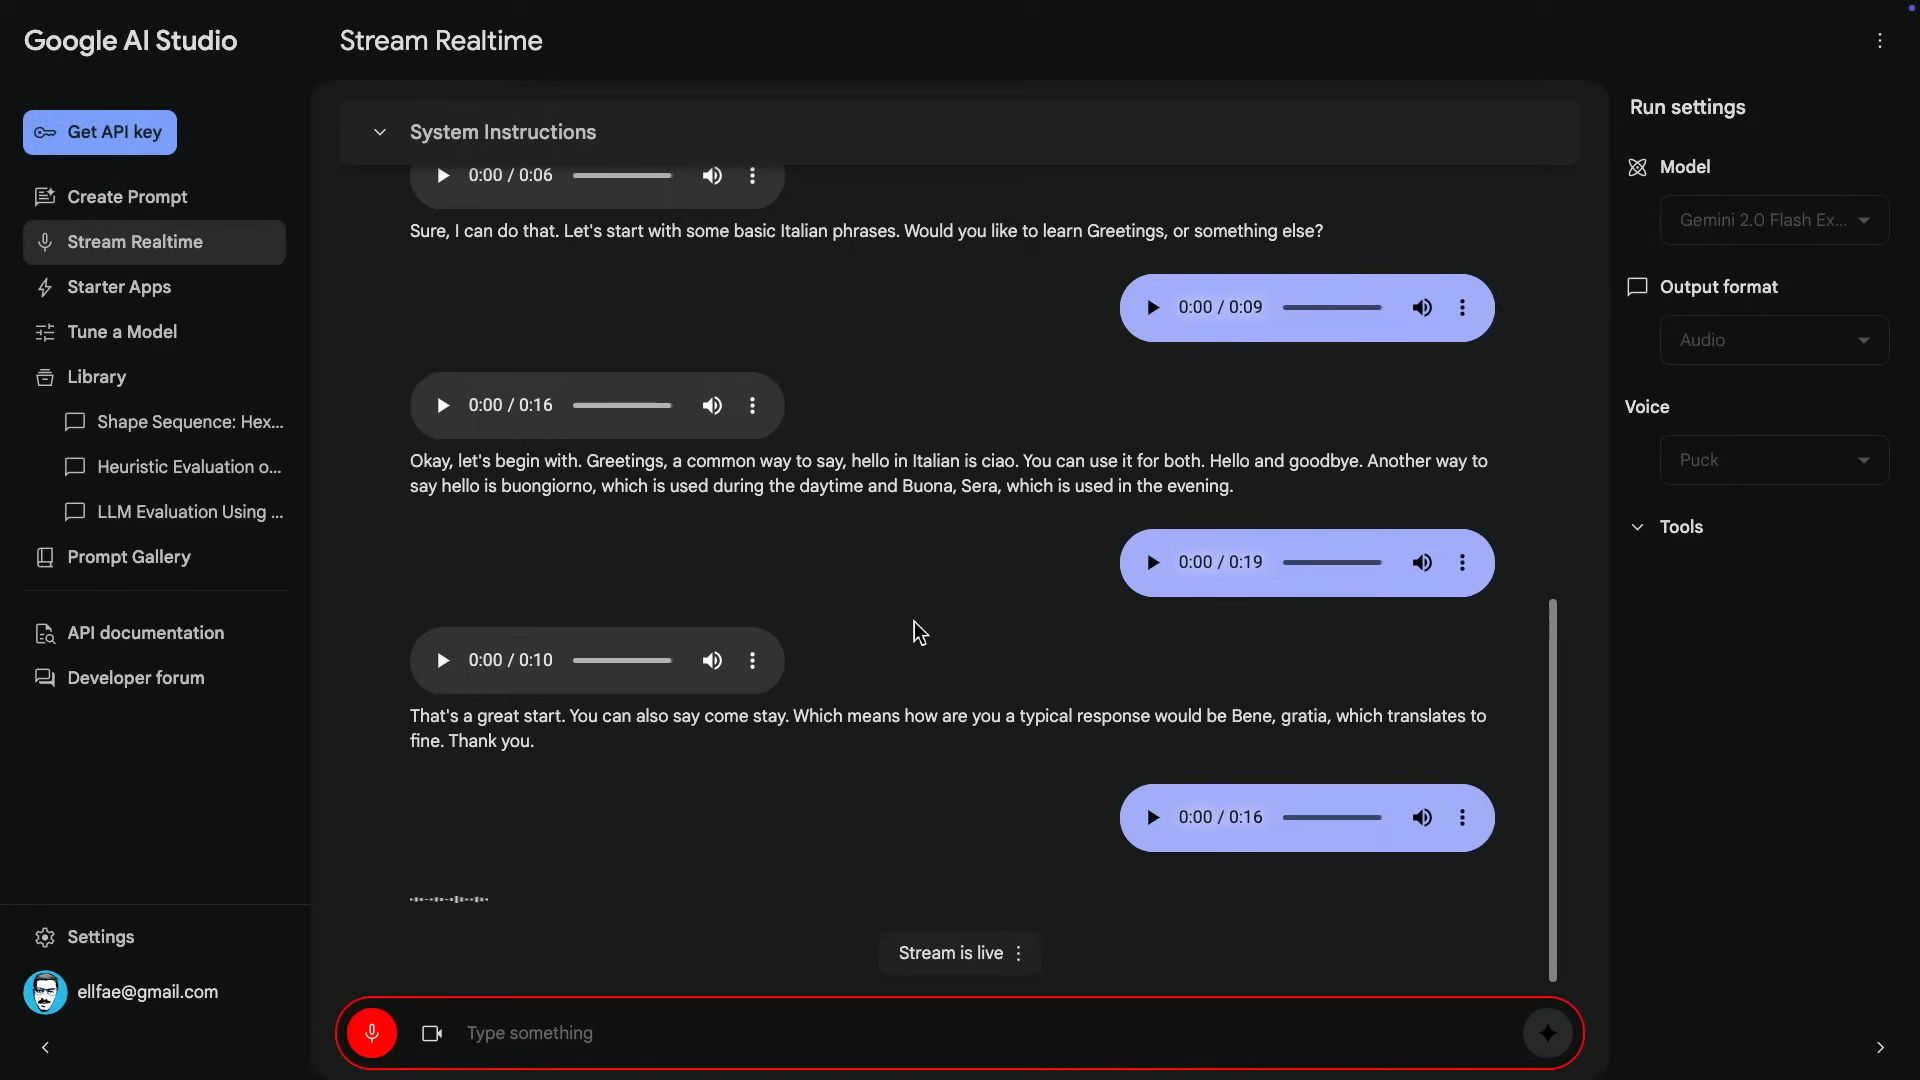 Google AI Studio
Stream Realtime
Get API key
Create Prompt
Stream Realtime
Starter Apps
Tune a Model
Library
Shape Sequence: Hex...
Heuristic Evaluation o...
LLM Evaluation Using ...
Prompt Gallery
API documentation
Developer forum
Settings
ellfae@gmail.com
System Instructions
0:00 / 0:06
Sure, I can do that. Let's start with some basic Italian phrases. Would you like to learn Greetings, or something else?
0:00 / 0:09
0:00 / 0:16
Okay, let's begin with. Greetings, a common way to say, hello in Italian is ciao. You can use it for both. Hello and goodbye. Another way to
say hello is buongiorno, which is used during the daytime and Buona, Sera, which is used in the evening.
0:00 / 0:19
0:00 / 0:10
That's a great start. You can also say come stay. Which means how are you a typical response would be Bene, gratia, which translates to
fine. Thank you.
0:00 / 0:16
Stream is live
Type something
Run settings
Model
Gemini 2.0 Flash Ex...
Output format
Audio
Voice
Puck
Tools